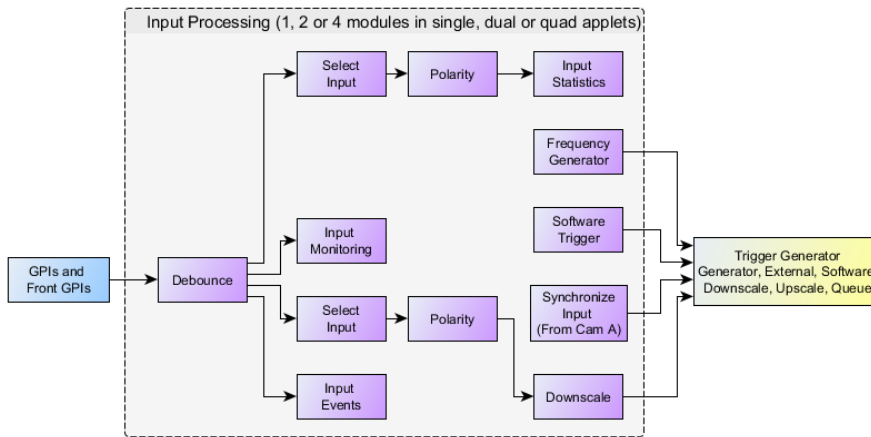 Input Processing (1, 2 or 4 modules in single, dual or quad applets)
Select
Input
Polarity
Input
Statistics
Frequency
Generator
Input
Monitoring
Software
Trigger
GPIs and
Front GPIs
Debounce
Trigger Generator
Generator, External, Software
Downscale, Upscale, Queue
Select
Input
Polarity
Synchronize
Input
(From Cam A)
Input
Events
Downscale